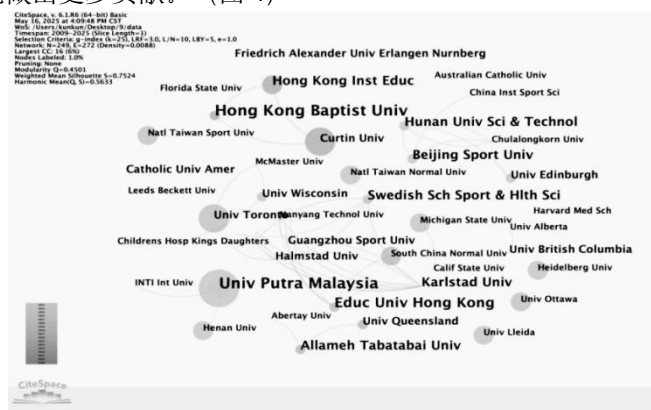 做出更多贡献。
CiteSpace, v. 6.1.R6 (64-bit) Basic
May 16, 2025 at 4:09:48 PM CST
WoS: /Users/kunkun/Desktop/9/data
Timespan: 2009-2025 (Slice Length=1)
Selection Criteria: g-index (k=25), LRF=3.0, L/N=10, LBY=5, e=1.0
Network: N=249, E=272 (Density=0.0088)
Largest CC: 16 (6%)
Nodes Labeled: 1.0%
Pruning: None
Modularity Q=0.4501
Weighted Mean Silhouette S=0.7524
Harmonic Mean(Q, S)=0.5633
Friedrich Alexander Univ Erlangen Nurnberg
Hong Kong Inst Educ
Australian Catholic Univ
Florida State Univ
China Inst Sport Sci
Hong Kong Baptist Univ
Hunan Univ Sci & Technol
Natl Taiwan Sport Univ
Curtin Univ
Chulalongkorn Univ
McMaster Univ
Beijing Sport Univ
Catholic Univ Amer
Natl Taiwan Normal Univ
Univ Edinburgh
Leeds Beckett Univ
Univ Wisconsin
Swedish Sch Sport & Hlth Sci
Univ Toronto
Nanyang Technol Univ
Michigan State Univ
Harvard Med Sch
Univ Alberta
Childrens Hosp Kings Daughters
Guangzhou Sport Univ
Halmstad Univ
South China Normal Univ
Univ British Columbia
Calif State Univ
Heidelberg Univ
INTI Int Univ
Univ Putra Malaysia
Karlstad Univ
Educ Univ Hong Kong
Univ Ottawa
Abertay Univ
Henan Univ
Univ Queensland
Univ Lleida
Allameh Tabatabai Univ
CiteSpace